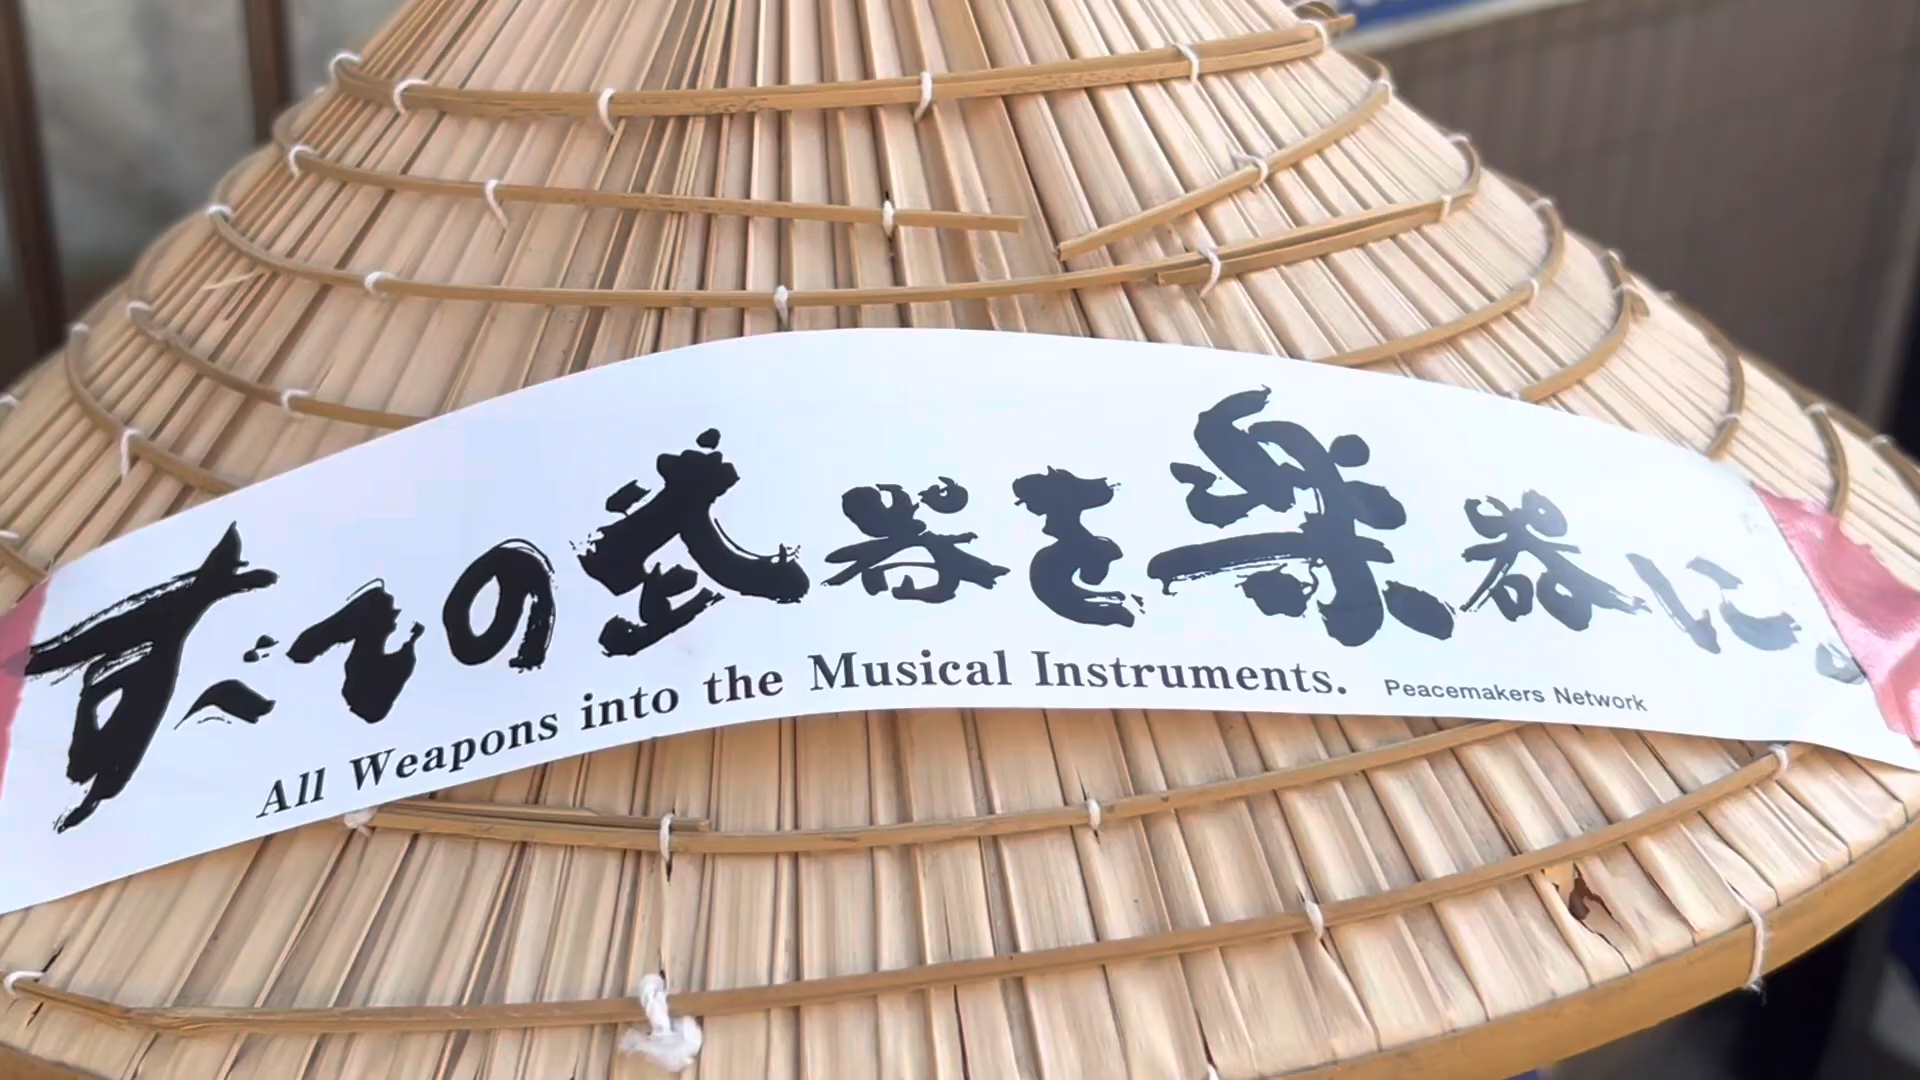 すべての武器を楽器に。
All Weapons into the Musical Instruments. Peacemakers Network